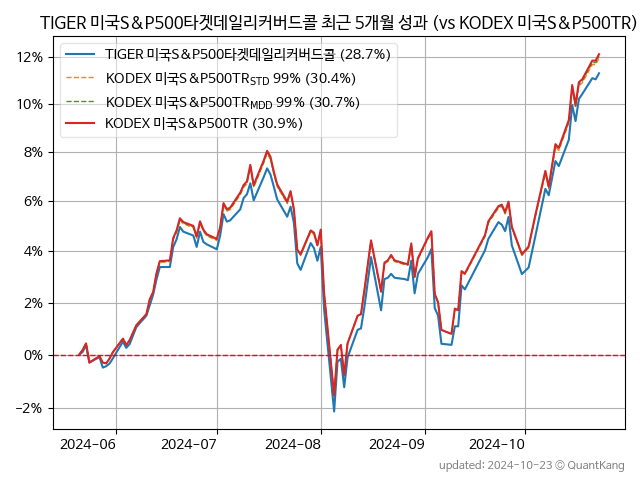 TIGER 미국S&P500타겟데일리커버드콜 최근 5개월 성과 (vs KODEX 미국S&P500TR)
12%
10%
8%
6%
4%
2%
0%
−2%
TIGER 미국S&P500타겟데일리커버드콜 (28.7%)
KODEX 미국S&P500TR_STD 99% (30.4%)
KODEX 미국S&P500TR_MDD 99% (30.7%)
KODEX 미국S&P500TR (30.9%)
2024-06 2024-07 2024-08 2024-09 2024-10
updated: 2024-10-23 ⓒ QuantKang